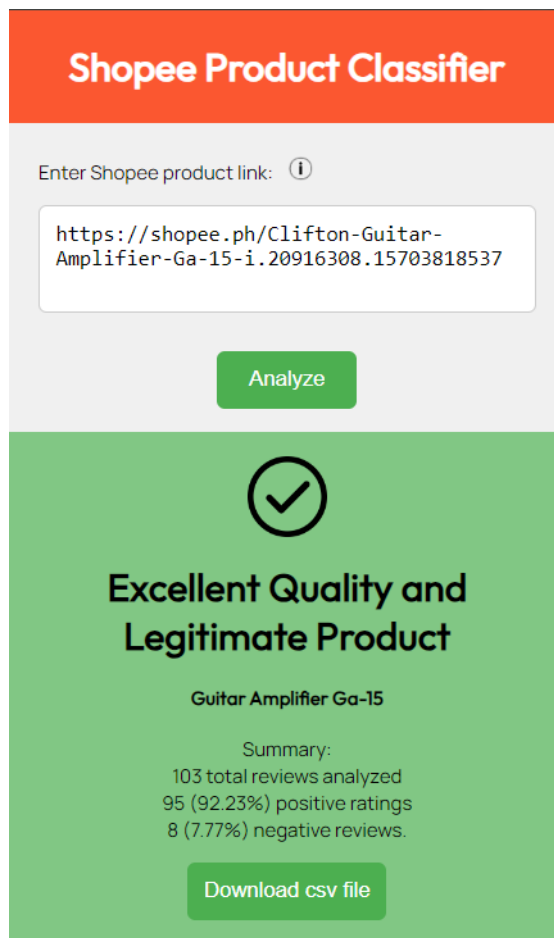 Shopee Product Classifier
Enter Shopee product link: i
https://shopee.ph/Clifton-Guitar-
Amplifier-Ga-15-i.20916308.15703818537
Analyze
Excellent Quality and
Legitimate Product
Guitar Amplifier Ga-15
Summary:
103 total reviews analyzed
95 (92.23%) positive ratings
8 (7.77%) negative reviews.
Download csv file